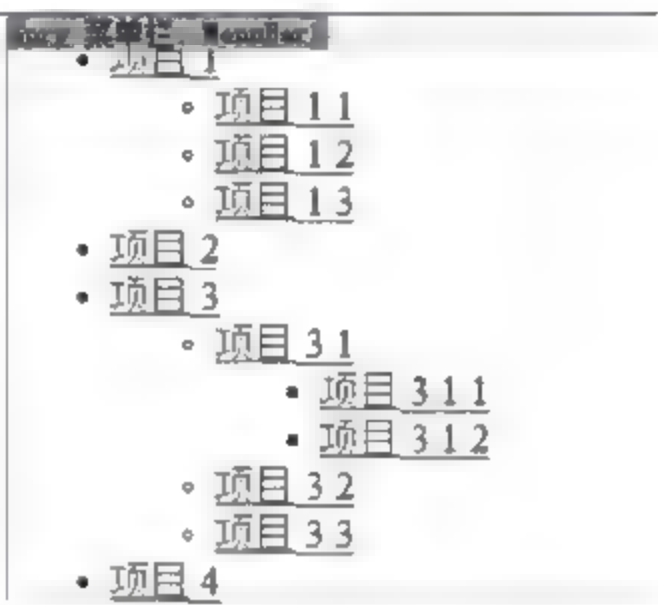 菜单栏
项目 1
项目 1 1
项目 1 2
项目 1 3
项目 2
项目 3
项目 3 1
项目 3 1 1
项目 3 1 2
项目 3 2
项目 3 3
项目 4